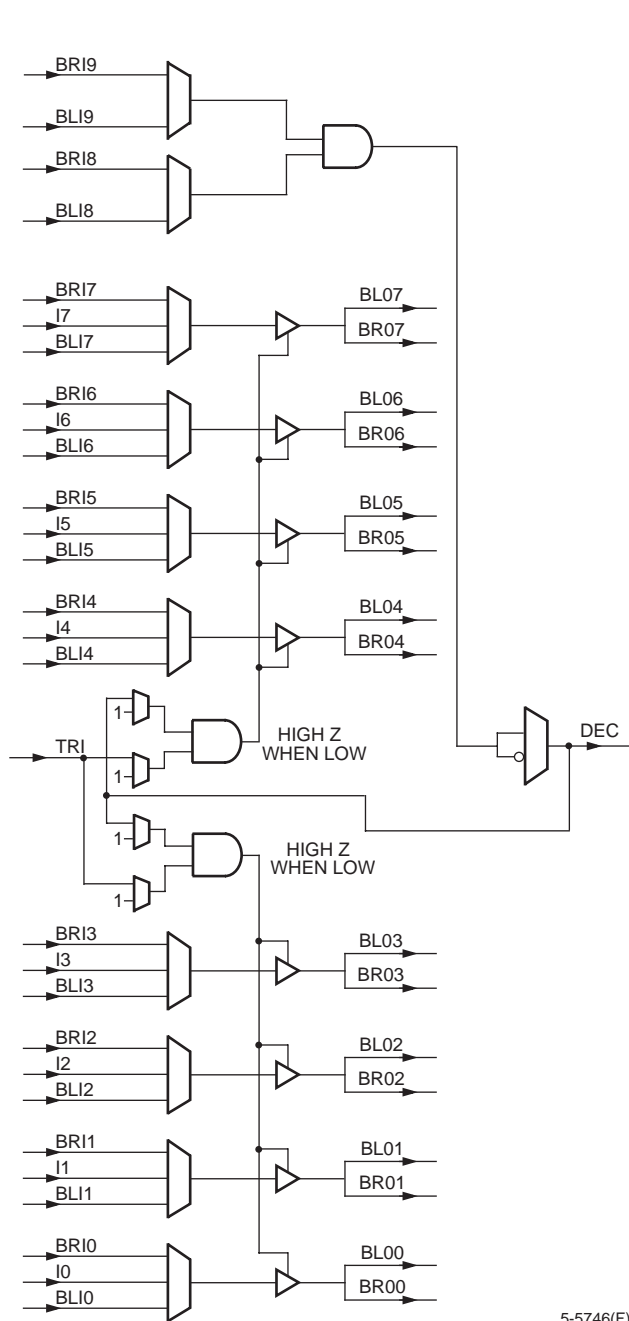 BRI9
BLI9
BRI8
BLI8
BRI7
I7
BLI7
BL07
BR07
BRI6
I6
BLI6
BL06
BR06
BRI5
I5
BLI5
BL05
BR05
BRI4
I4
BLI4
BL04
BR04
1
HIGH Z
WHEN LOW
TRI
1
DEC
1
HIGH Z
WHEN LOW
1
BRI3
I3
BLI3
BL03
BR03
BRI2
I2
BLI2
BL02
BR02
BRI1
I1
BLI1
BL01
BR01
BRI0
I0
BLI0
BL00
BR00
5-5746(F)